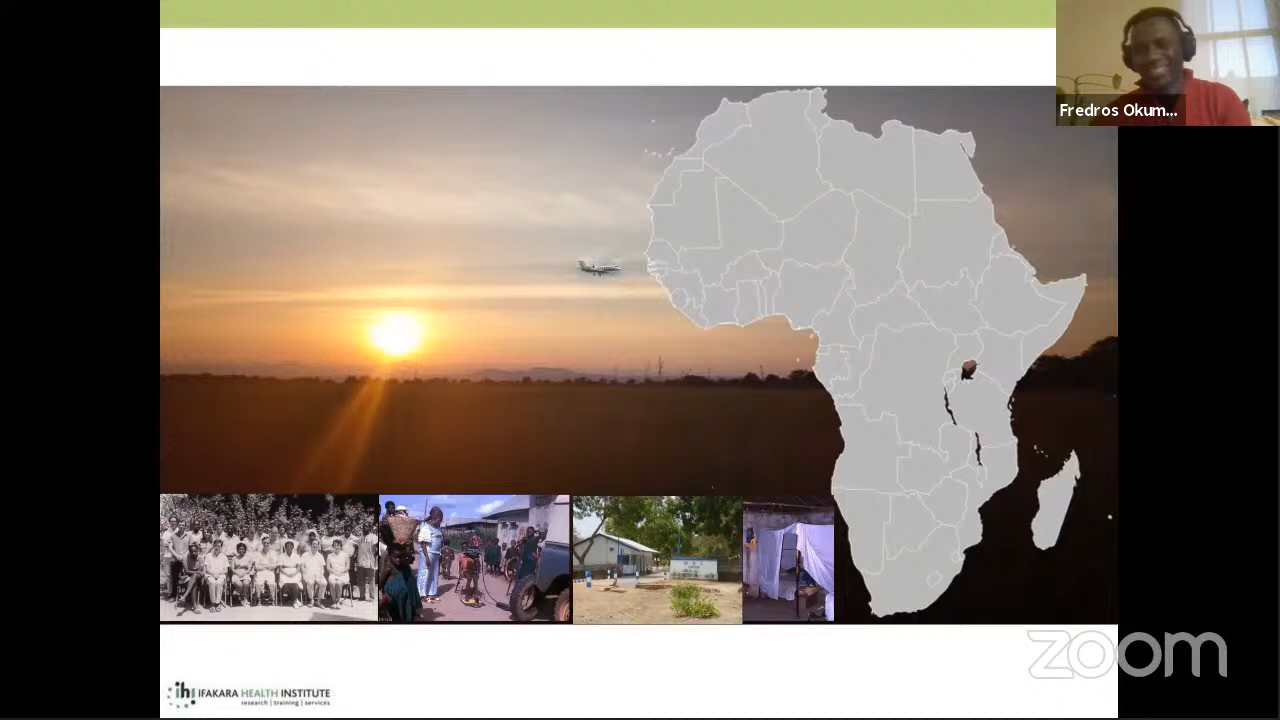 Fredros Okum...
zoom
ihi IFAKARA HEALTH INSTITUTE
research | training | services